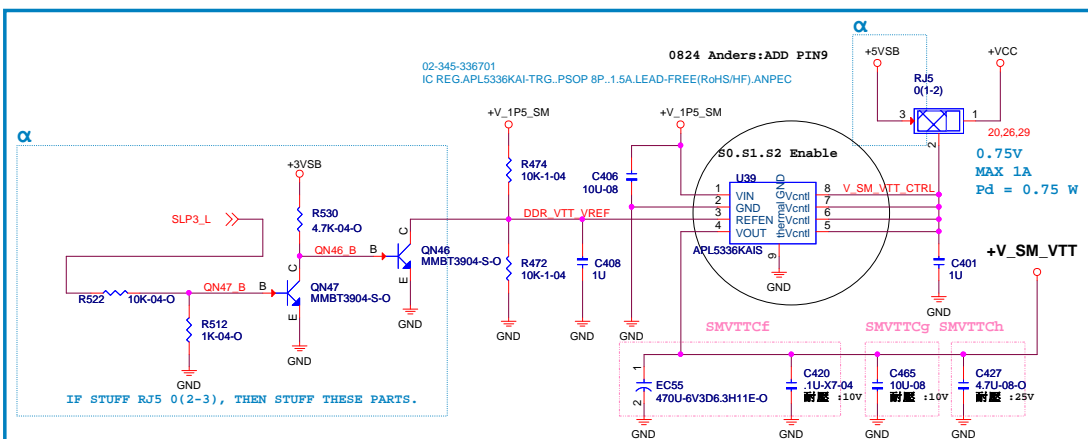 α
0824 Anders:ADD PIN9
+5VSB
+VCC
02-345-336701
IC REG.APL5336KAI-TRG..PSOP 8P..1.5A.LEAD-FREE(RoHS/HF).ANPEC
RJ5
0(1-2)
+V_1P5_SM
+V_1P5_SM
3
1
2
20,26,29
α
S0.S1.S2 Enable
0.75V
MAX 1A
Pd = 0.75 W
+3VSB
R474
10K-1-04
C406
10U-08
U39
1
2
3
4
VIN
GND
REFEN
VOUT
thermal GND
Vcntl
Vcntl
Vcntl
Vcntl
8
7
6
5
9
V_SM_VTT_CTRL
APL5336KAIS
GND
SLP3_L
R530
4.7K-04-O
DDR_VTT_VREF
QN46_B
B
C
E
QN46
MMBT3904-S-O
R472
10K-1-04
C408
1U
C401
1U
+V_SM_VTT
R522
10K-04-O
QN47_B
B
C
E
QN47
MMBT3904-S-O
GND
GND
GND
GND
GND
R512
1K-04-O
GND
GND
SMVTTCf
SMVTTCg
SMVTTCh
1
2
EC55
470U-6V3D6.3H11E-O
C420
.1U-X7-04
耐壓 :10V
C465
10U-08
耐壓 :10V
C427
4.7U-08-O
耐壓 :25V
GND
GND
GND
GND
IF STUFF RJ5 0(2-3), THEN STUFF THESE PARTS.